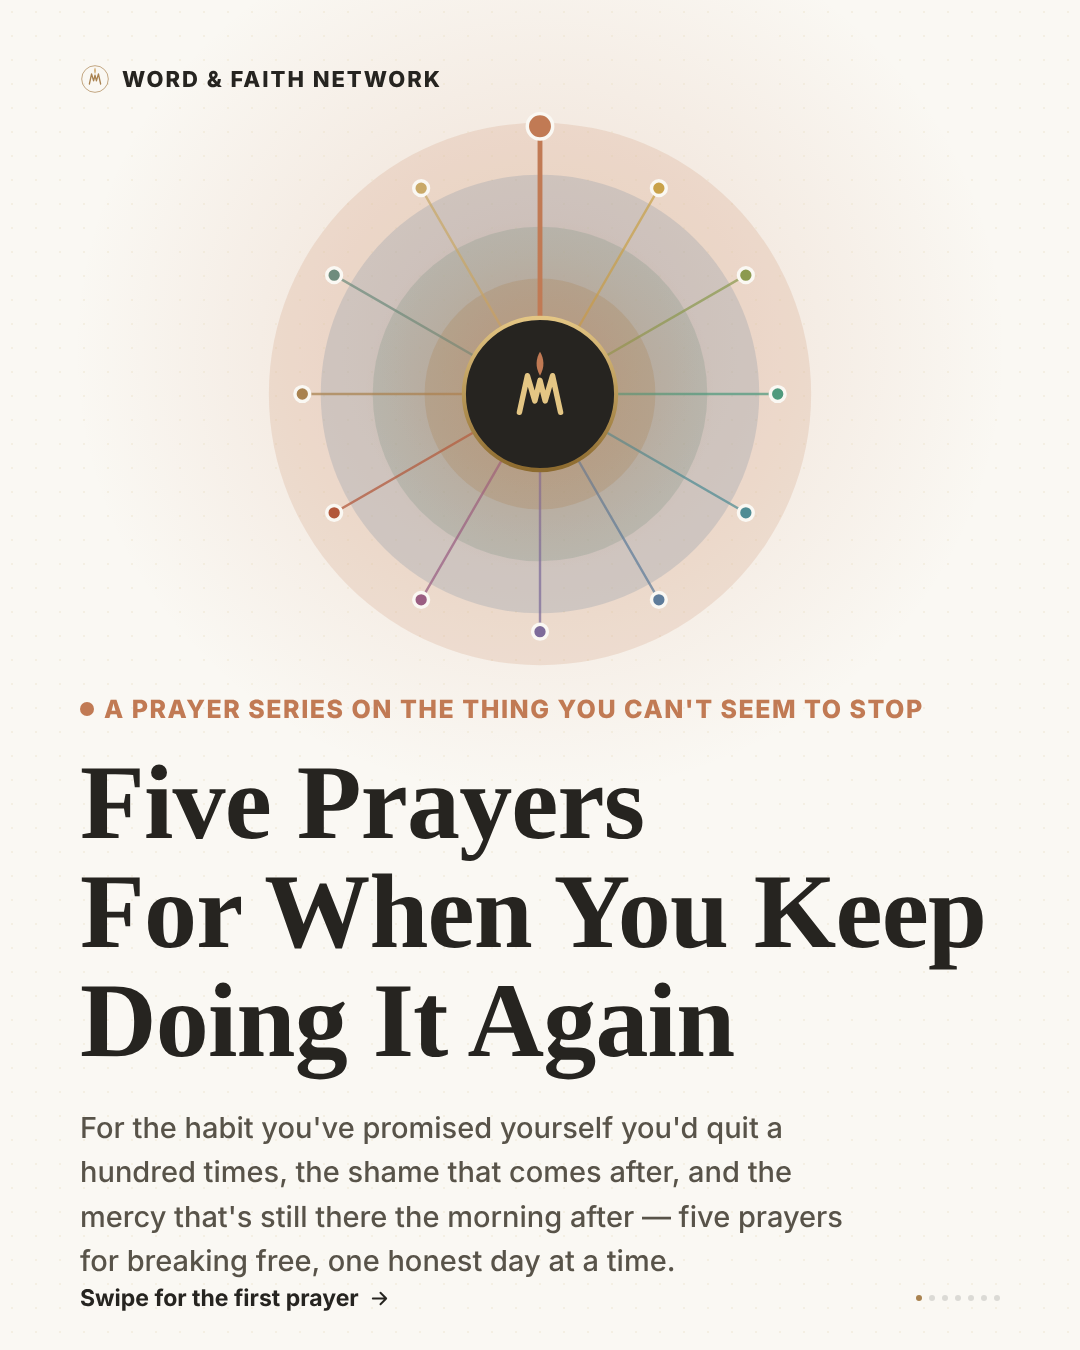 WORD & FAITH NETWORK
A PRAYER SERIES ON THE THING YOU CAN'T SEEM TO STOP
Five Prayers
For When You Keep
Doing It Again
For the habit you've promised yourself you'd quit a
hundred times, the shame that comes after, and the
mercy that's still there the morning after — five prayers
for breaking free, one honest day at a time.
Swipe for the first prayer →